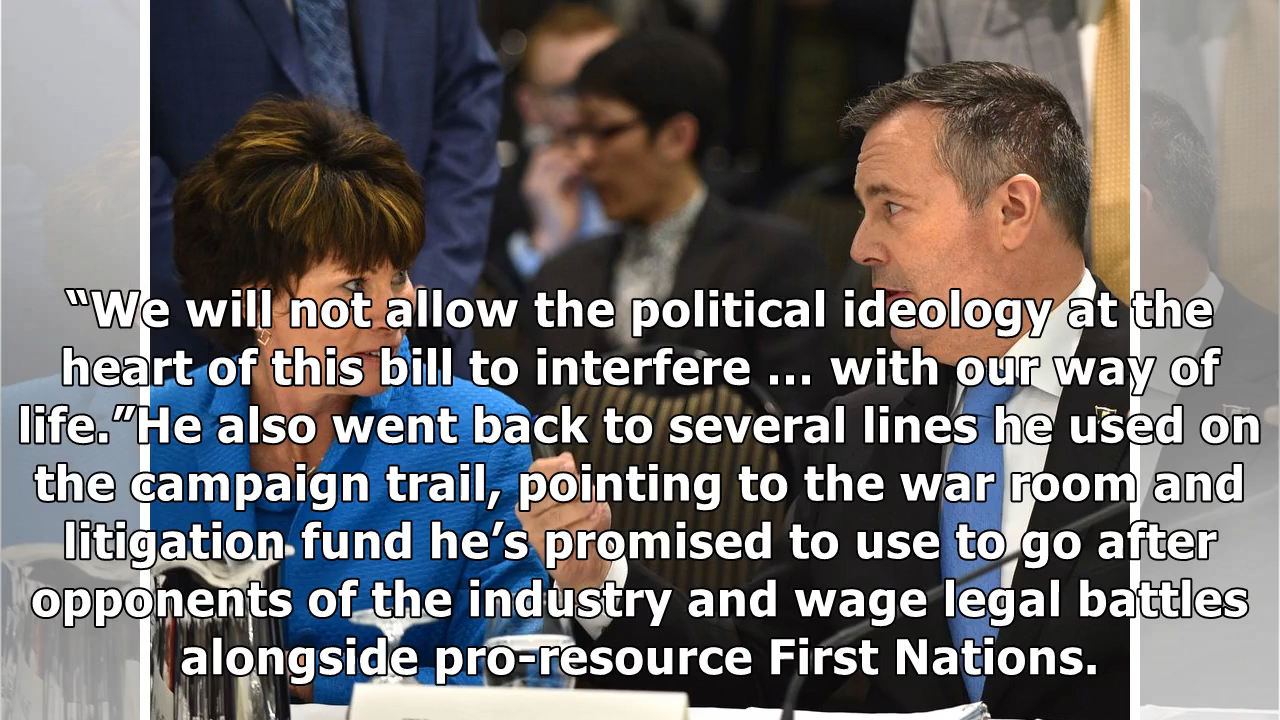 “We will not allow the political ideology at the
heart of this bill to interfere ... with our way of
life.”He also went back to several lines he used on
the campaign trail, pointing to the war room and
litigation fund he’s promised to use to go after
opponents of the industry and wage legal battles
alongside pro-resource First Nations.